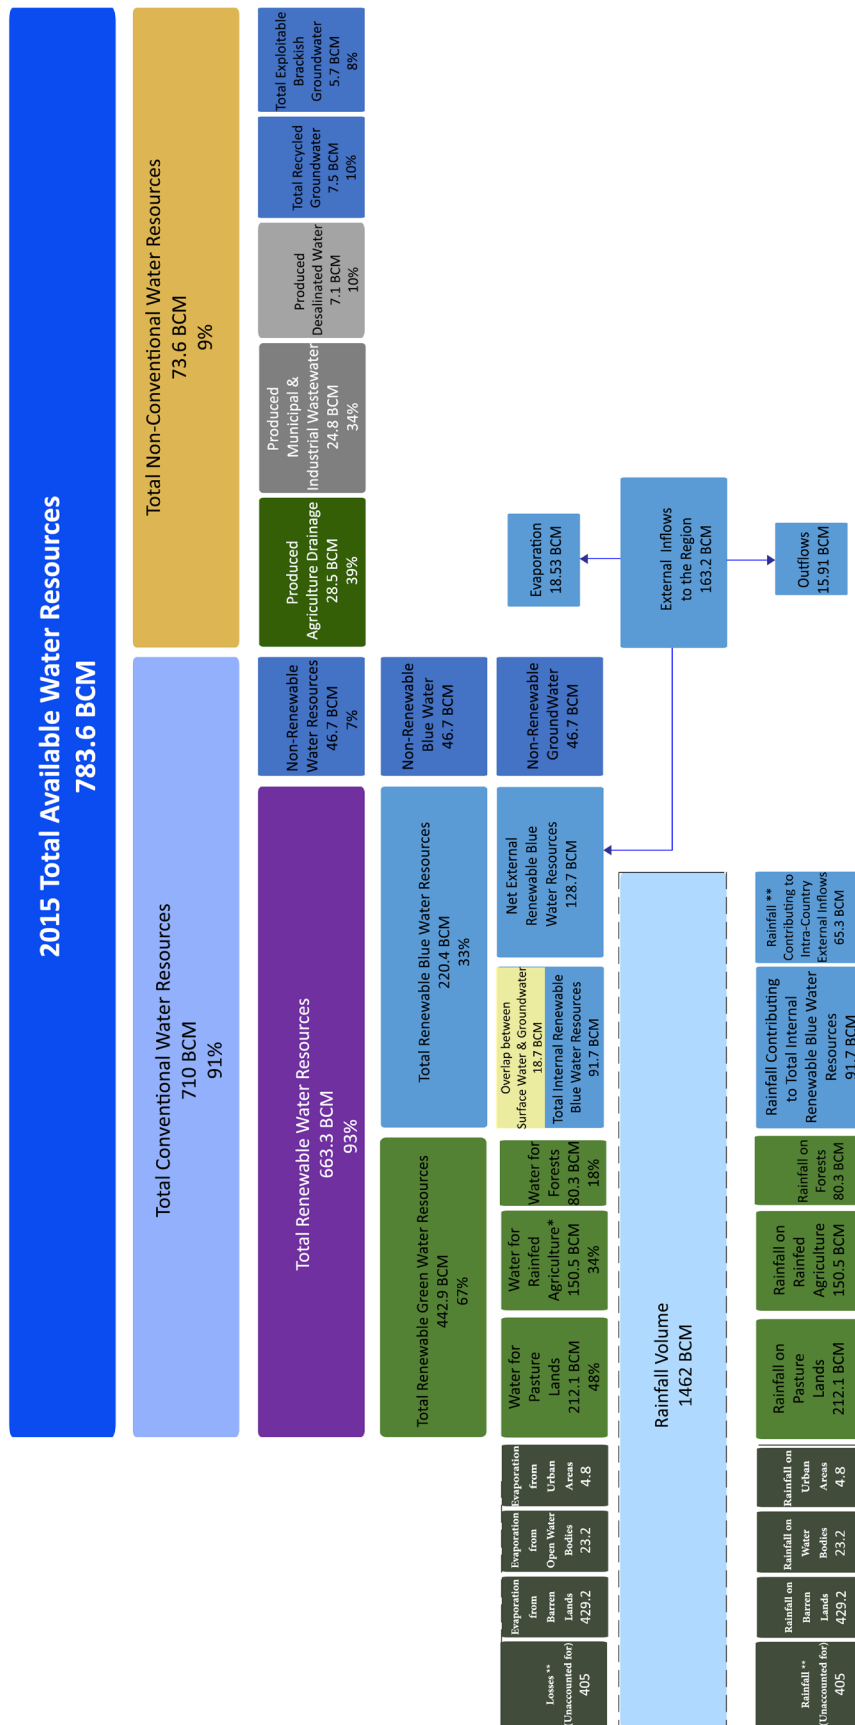 2015 Total Available Water Resources
783.6 BCM
Total Conventional Water Resources
710 BCM
91%
Total Non-Conventional Water Resources
73.6 BCM
9%
Total Renewable Water Resources
663.3 BCM
93%
Non-Renewable
Water Resources
46.7 BCM
7%
Produced
Agriculture Drainage
28.5 BCM
39%
Produced
Municipal &
Industrial Wastewater
24.8 BCM
34%
Produced
Desalinated Water
7.1 BCM
10%
Total Recycled
Groundwater
7.5 BCM
10%
Total Exploitable
Brackish
Groundwater
5.7 BCM
8%
Total Renewable Green Water Resources
442.9 BCM
67%
Total Renewable Blue Water Resources
220.4 BCM
33%
Non-Renewable
Blue Water
46.7 BCM
Losses **
(Unaccounted for)
405
Evaporation
from
Barren
Lands
429.2
Evaporation
from
Open Water
Bodies
23.2
Evaporation
from
Urban
Areas
4.8
Water for
Pasture
Lands
212.1 BCM
48%
Water for
Rainfed
Agriculture*
150.5 BCM
34%
Water for
Forests
80.3 BCM
18%
Overlap between
Surface Water & Groundwater
18.7 BCM
Total Internal Renewable
Blue Water Resources
91.7 BCM
Net External
Renewable Blue
Water Resources
128.7 BCM
Non-Renewable
GroundWater
46.7 BCM
Evaporation
18.53 BCM
Rainfall Volume
1462 BCM
External Inflows
to the Region
163.2 BCM
Outflows
15.91 BCM
Rainfall **
(Unaccounted for)
405
Rainfall on
Barren
Lands
429.2
Rainfall on
Water
Bodies
23.2
Rainfall on
Urban
Areas
4.8
Rainfall on
Pasture
Lands
212.1 BCM
Rainfall on
Rainfed
Agriculture
150.5 BCM
Rainfall on
Forests
80.3 BCM
Rainfall Contributing
to Total Internal
Renewable Blue Water
Resources
91.7 BCM
Rainfall **
Contributing to
Intra-Country
External Inflows
65.3 BCM